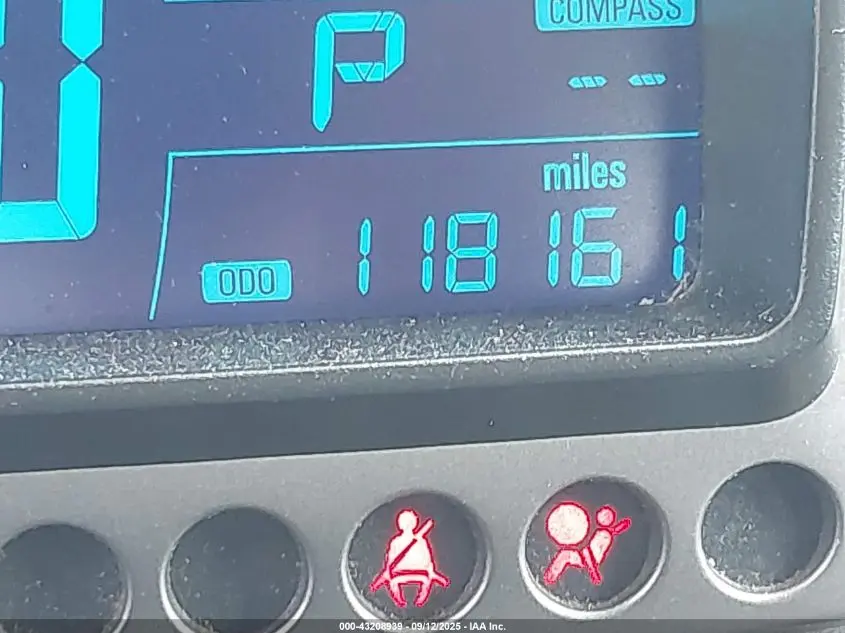 COMPASS
P
-- --
miles
ODO 118161
000-43208939 - 09/12/2025 - IAA Inc.